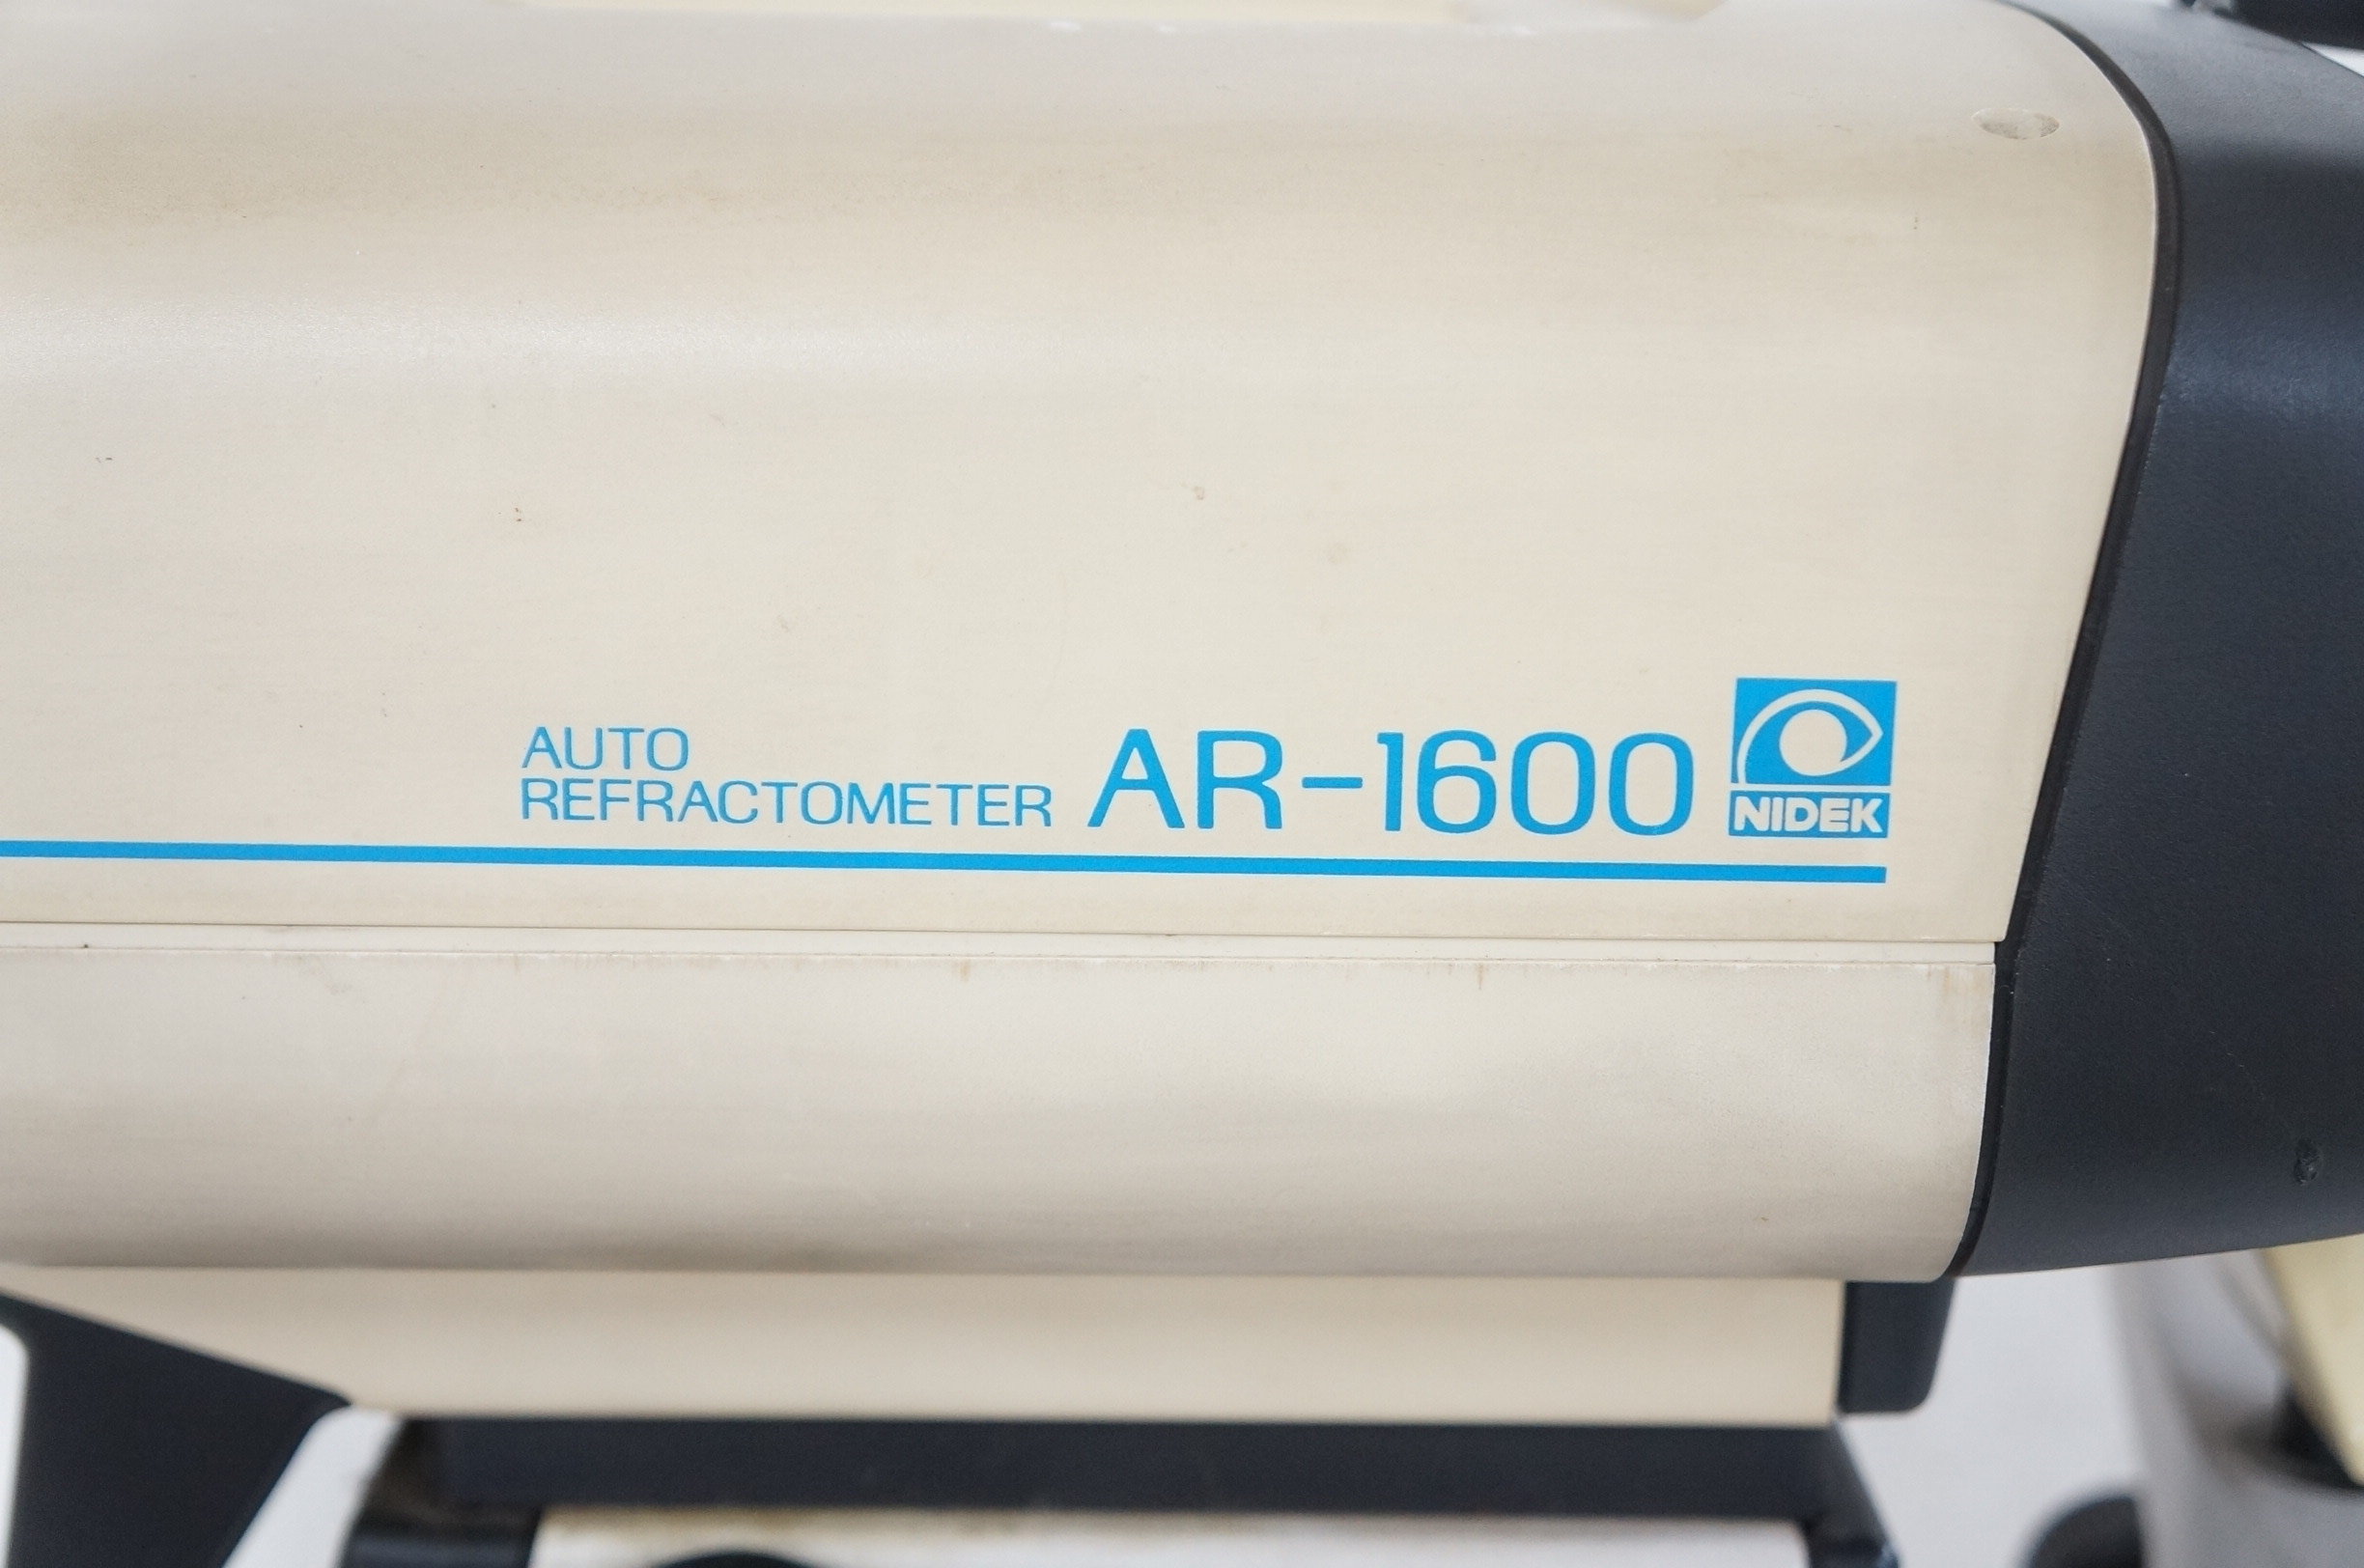 AUTO
REFRACTOMETER AR-1600
NIDEK